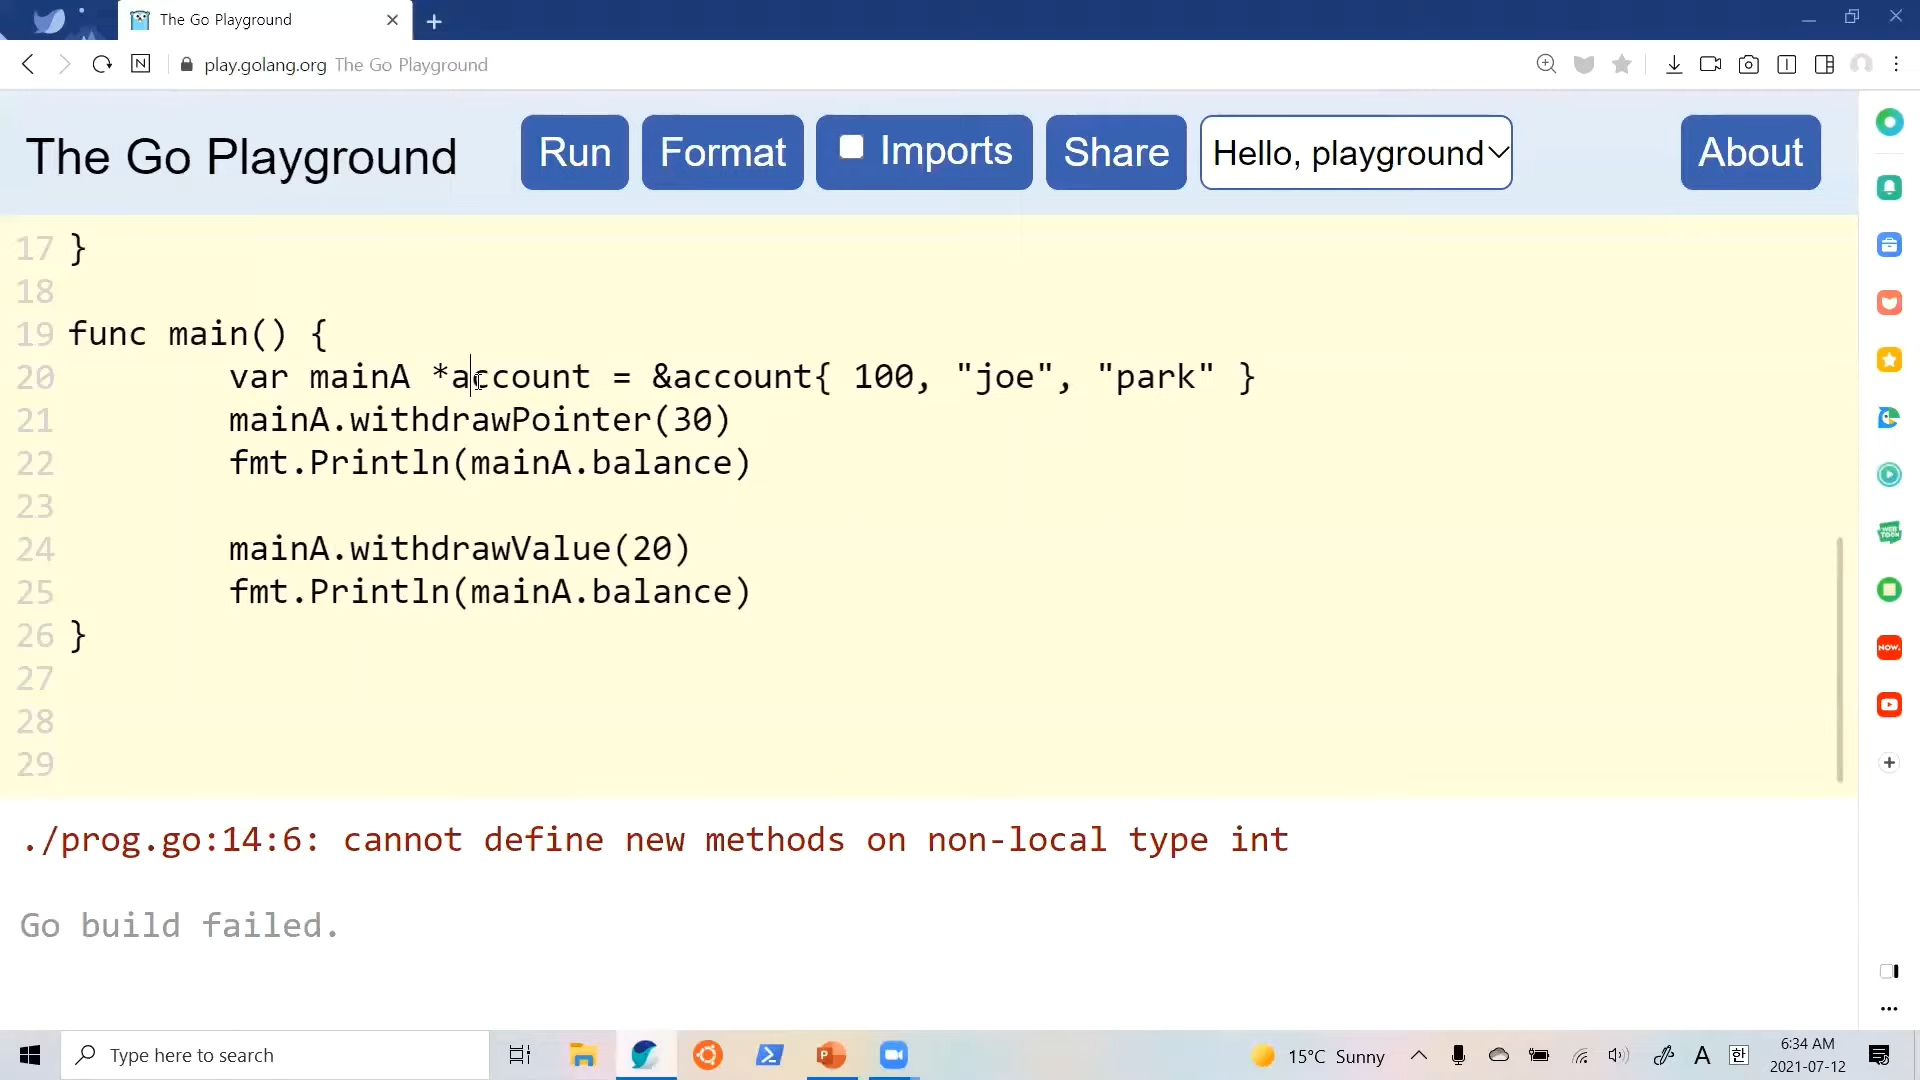 The Go Playground
play.golang.org The Go Playground
The Go Playground Run Format Imports Share Hello, playground About
17 }
18
19 func main() {
20 var mainA *account = &account{ 100, "joe", "park" }
21 mainA.withdrawPointer(30)
22 fmt.Println(mainA.balance)
23
24 mainA.withdrawValue(20)
25 fmt.Println(mainA.balance)
26 }
27
28
29
./prog.go:14:6: cannot define new methods on non-local type int
Go build failed.
NOW.
WEB TOON
Type here to search
15°C Sunny
A
한
6:34 AM
2021-07-12